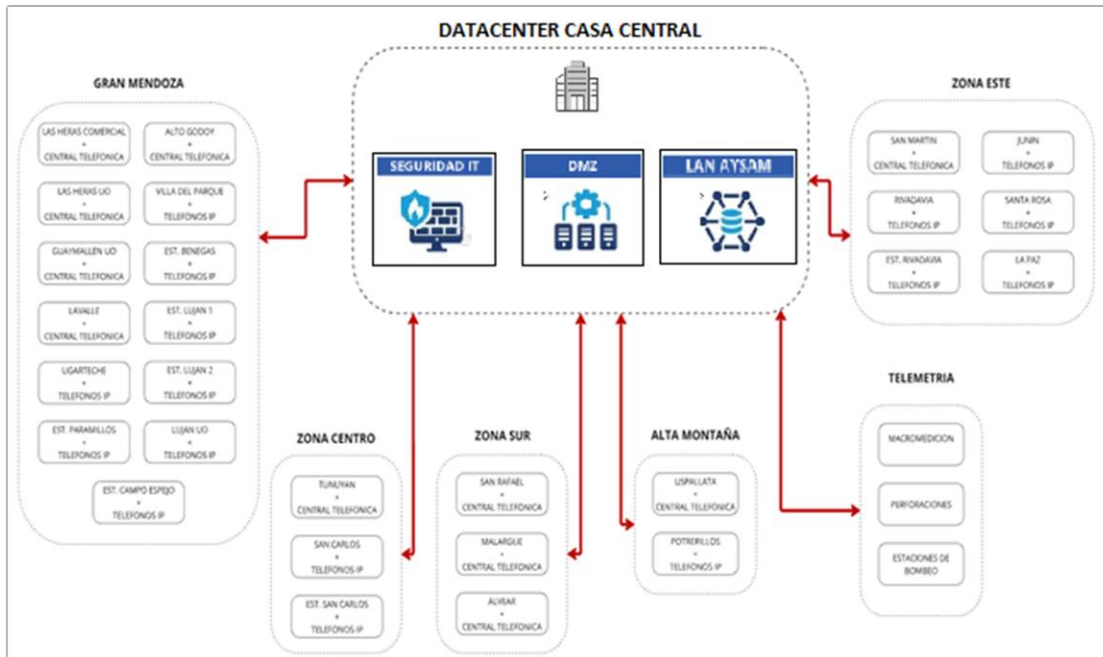 DATACENTER CASA CENTRAL
SEGURIDAD IT
DMZ
LAN AYSAM
GRAN MENDOZA
LAS HERAS COMERCIAL
+
CENTRAL TELEFONICA
ALTO GODOY
+
CENTRAL TELEFONICA
LAS HERAS UO
+
CENTRAL TELEFONICA
VILLA DEL PARQUE
+
TELEFONOS IP
GUAYMALLEN UO
+
CENTRAL TELEFONICA
EST. BENEGAS
+
TELEFONOS IP
LAVALLE
+
CENTRAL TELEFONICA
EST. LUJAN 1
+
TELEFONOS IP
UGARTECHE
+
TELEFONOS IP
EST. LUJAN 2
+
TELEFONOS IP
EST. PARAMILLOS
+
TELEFONOS IP
LUJAN UO
+
TELEFONOS IP
EST. CAMPO ESPEJO
+
TELEFONOS IP
ZONA CENTRO
TUNUYAN
+
CENTRAL TELEFONICA
SAN CARLOS
+
TELEFONOS IP
EST. SAN CARLOS
+
TELEFONOS IP
ZONA SUR
SAN RAFAEL
+
CENTRAL TELEFONICA
MALARGUE
+
CENTRAL TELEFONICA
ALVEAR
+
CENTRAL TELEFONICA
ALTA MONTAÑA
USPALLATA
+
CENTRAL TELEFONICA
POTRERILLOS
+
TELEFONOS IP
ZONA ESTE
SAN MARTIN
+
CENTRAL TELEFONICA
JUNIN
+
TELEFONOS IP
RIVADAVIA
+
TELEFONOS IP
SANTA ROSA
+
TELEFONOS IP
EST. RIVADAVIA
+
TELEFONOS IP
LA PAZ
+
TELEFONOS IP
TELEMETRIA
MACROMEDICION
PERFORACIONES
ESTACIONES DE
BOMBEO